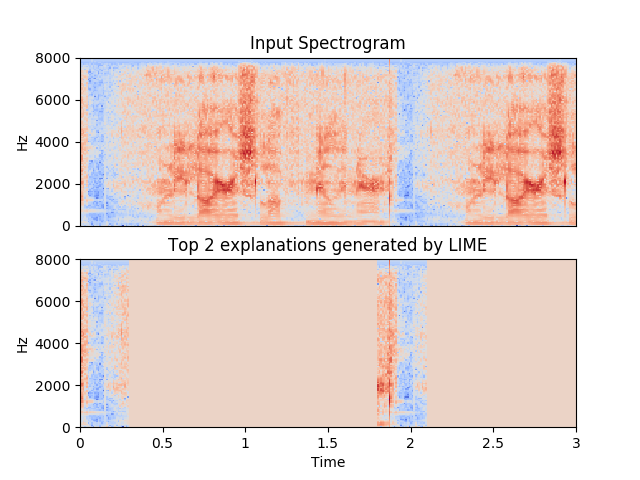 Input Spectrogram
8000
6000
4000
2000
0
Hz
Top 2 explanations generated by LIME
8000
6000
4000
2000
0
Hz
0 0.5 1 1.5 2 2.5 3
Time